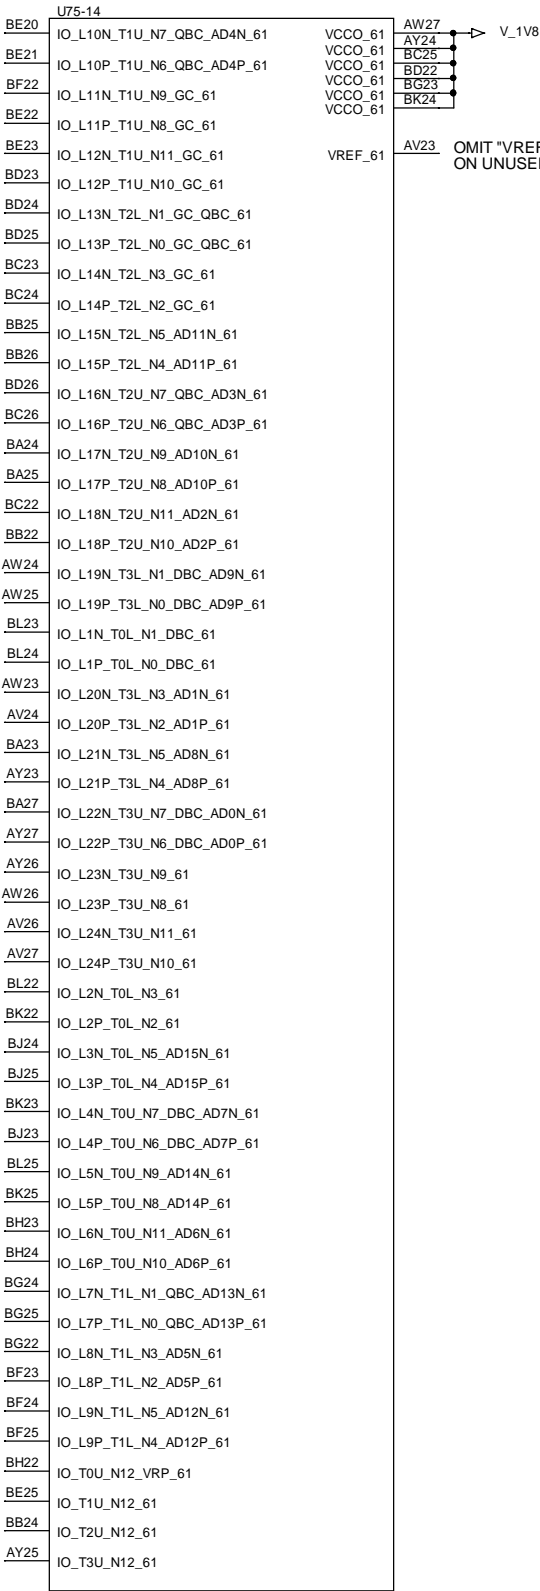 U75-14
BE20 IO_L10N_T1U_N7_QBC_AD4N_61
BE21 IO_L10P_T1U_N6_QBC_AD4P_61
BF22 IO_L11N_T1U_N9_GC_61
BE22 IO_L11P_T1U_N8_GC_61
BE23 IO_L12N_T1U_N11_GC_61
BD23 IO_L12P_T1U_N10_GC_61
BD24 IO_L13N_T2L_N1_GC_QBC_61
BD25 IO_L13P_T2L_N0_GC_QBC_61
BC23 IO_L14N_T2L_N3_GC_61
BC24 IO_L14P_T2L_N2_GC_61
BB25 IO_L15N_T2L_N5_AD11N_61
BB26 IO_L15P_T2L_N4_AD11P_61
BD26 IO_L16N_T2U_N7_QBC_AD3N_61
BC26 IO_L16P_T2U_N6_QBC_AD3P_61
BA24 IO_L17N_T2U_N9_AD10N_61
BA25 IO_L17P_T2U_N8_AD10P_61
BC22 IO_L18N_T2U_N11_AD2N_61
BB22 IO_L18P_T2U_N10_AD2P_61
AW24 IO_L19N_T3L_N1_DBC_AD9N_61
AW25 IO_L19P_T3L_N0_DBC_AD9P_61
BL23 IO_L1N_T0L_N1_DBC_61
BL24 IO_L1P_T0L_N0_DBC_61
AW23 IO_L20N_T3L_N3_AD1N_61
AV24 IO_L20P_T3L_N2_AD1P_61
BA23 IO_L21N_T3L_N5_AD8N_61
AY23 IO_L21P_T3L_N4_AD8P_61
BA27 IO_L22N_T3U_N7_DBC_AD0N_61
AY27 IO_L22P_T3U_N6_DBC_AD0P_61
AY26 IO_L23N_T3U_N9_61
AW26 IO_L23P_T3U_N8_61
AV26 IO_L24N_T3U_N11_61
AV27 IO_L24P_T3U_N10_61
BL22 IO_L2N_T0L_N3_61
BK22 IO_L2P_T0L_N2_61
BJ24 IO_L3N_T0L_N5_AD15N_61
BJ25 IO_L3P_T0L_N4_AD15P_61
BK23 IO_L4N_T0U_N7_DBC_AD7N_61
BJ23 IO_L4P_T0U_N6_DBC_AD7P_61
BL25 IO_L5N_T0U_N9_AD14N_61
BK25 IO_L5P_T0U_N8_AD14P_61
BH23 IO_L6N_T0U_N11_AD6N_61
BH24 IO_L6P_T0U_N10_AD6P_61
BG24 IO_L7N_T1L_N1_QBC_AD13N_61
BG25 IO_L7P_T1L_N0_QBC_AD13P_61
BG22 IO_L8N_T1L_N3_AD5N_61
BF23 IO_L8P_T1L_N2_AD5P_61
BF24 IO_L9N_T1L_N5_AD12N_61
BF25 IO_L9P_T1L_N4_AD12P_61
BH22 IO_T0U_N12_VRP_61
BE25 IO_T1U_N12_61
BB24 IO_T2U_N12_61
AY25 IO_T3U_N12_61
VCCO_61 AW27 V_1V8
VCCO_61 AY24
VCCO_61 BC25
VCCO_61 BD22
VCCO_61 BG23
VCCO_61 BK24
VREF_61 AV23
OMIT "VREF
ON UNUSE